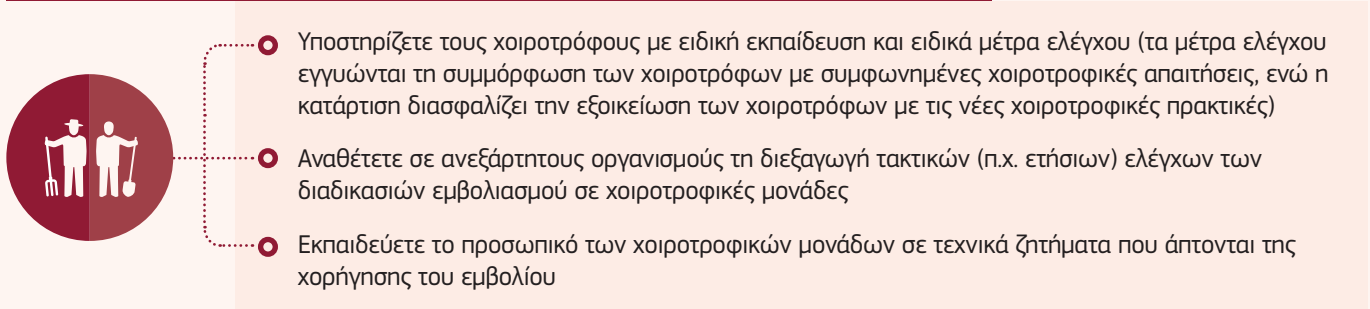 Υποστηρίζετε τους χοιροτρόφους με ειδική εκπαίδευση και ειδικά μέτρα ελέγχου (τα μέτρα ελέγχου
εγγυώνται τη συμμόρφωση των χοιροτρόφων με συμφωνημένες χοιροτροφικές απαιτήσεις, ενώ η
κατάρτιση διασφαλίζει την εξοικείωση των χοιροτρόφων με τις νέες χοιροτροφικές πρακτικές)
Αναθέτετε σε ανεξάρτητους οργανισμούς τη διεξαγωγή τακτικών (π.χ. ετήσιων) ελέγχων των
διαδικασιών εμβολιασμού σε χοιροτροφικές μονάδες
Εκπαιδεύετε το προσωπικό των χοιροτροφικών μονάδων σε τεχνικά ζητήματα που άπτονται της
χορήγησης του εμβολίου